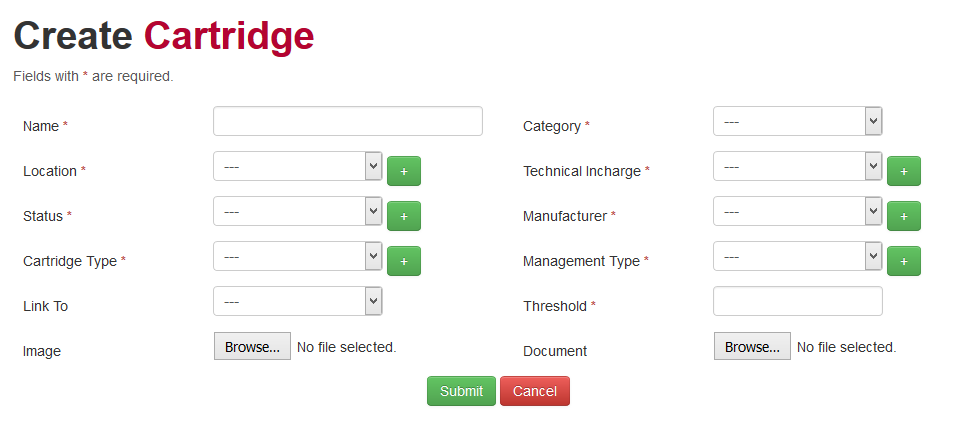 Create Cartridge
Fields with * are required.
Name * Category * ---
Location * --- + Technical Incharge * --- +
Status * --- + Manufacturer * --- +
Cartridge Type * --- + Management Type * --- +
Link To --- Threshold *
Image Browse... No file selected. Document Browse... No file selected.
Submit Cancel